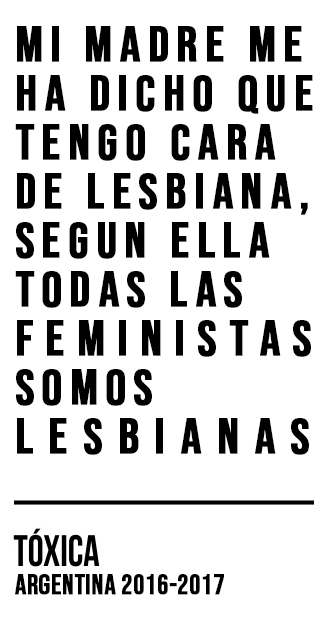 MI MADRE ME
HA DICHO QUE
TENGO CARA
DE LESBIANA,
SEGUN ELLA
TODAS LAS
FEMINISTAS
SOMOS
LESBIANAS
TÓXICA
ARGENTINA 2016-2017